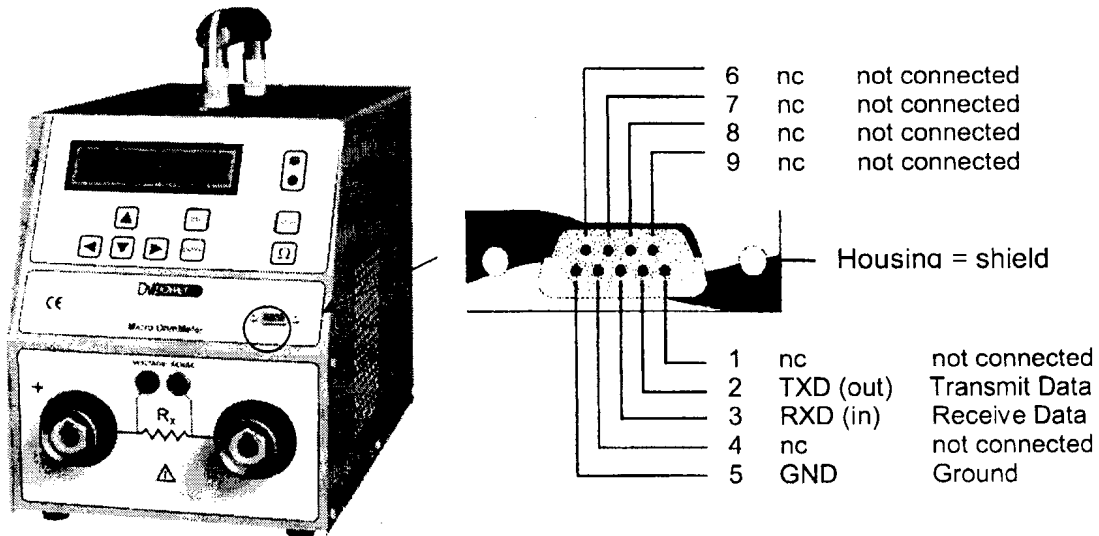 6 nc not connected
7 nc not connected
8 nc not connected
9 nc not connected
Housing = shield
1 nc not connected
2 TXD (out) Transmit Data
3 RXD (in) Receive Data
4 nc not connected
5 GND Ground
Ω
CE
Micro OhmMeter
+
Rx